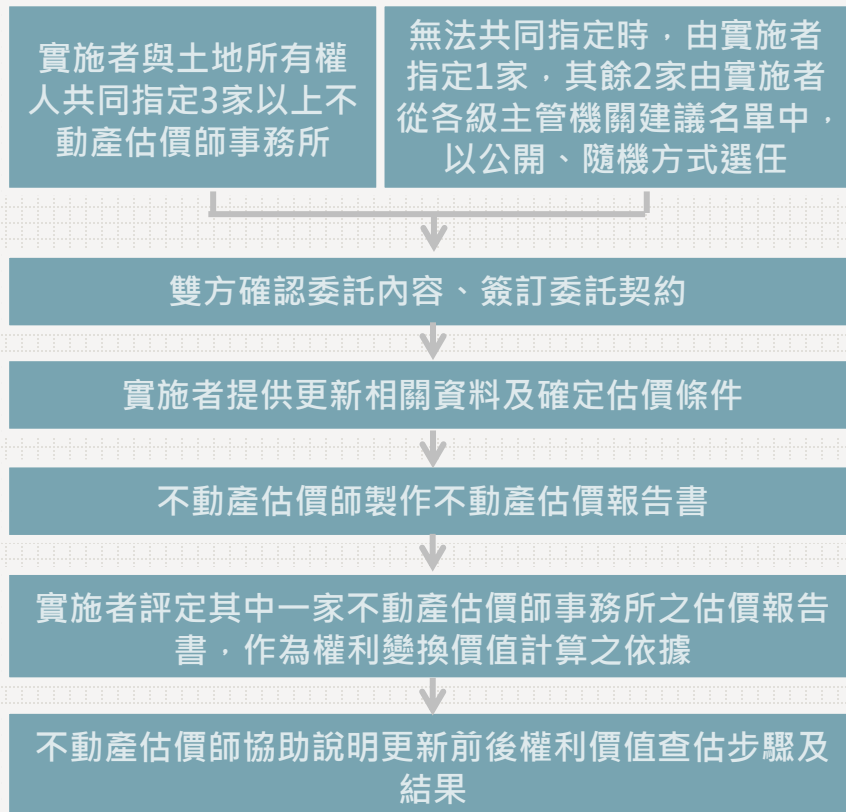 實施者與土地所有權
人共同指定3家以上不
動產估價師事務所
無法共同指定時，由實施者
指定1家，其餘2家由實施者
從各級主管機關建議名單中，
以公開、隨機方式選任
雙方確認委託內容、簽訂委託契約
實施者提供更新相關資料及確定估價條件
不動產估價師製作不動產估價報告書
實施者評定其中一家不動產估價師事務所之估價報告
書，作為權利變換價值計算之依據
不動產估價師協助說明更新前後權利價值查估步驟及
結果